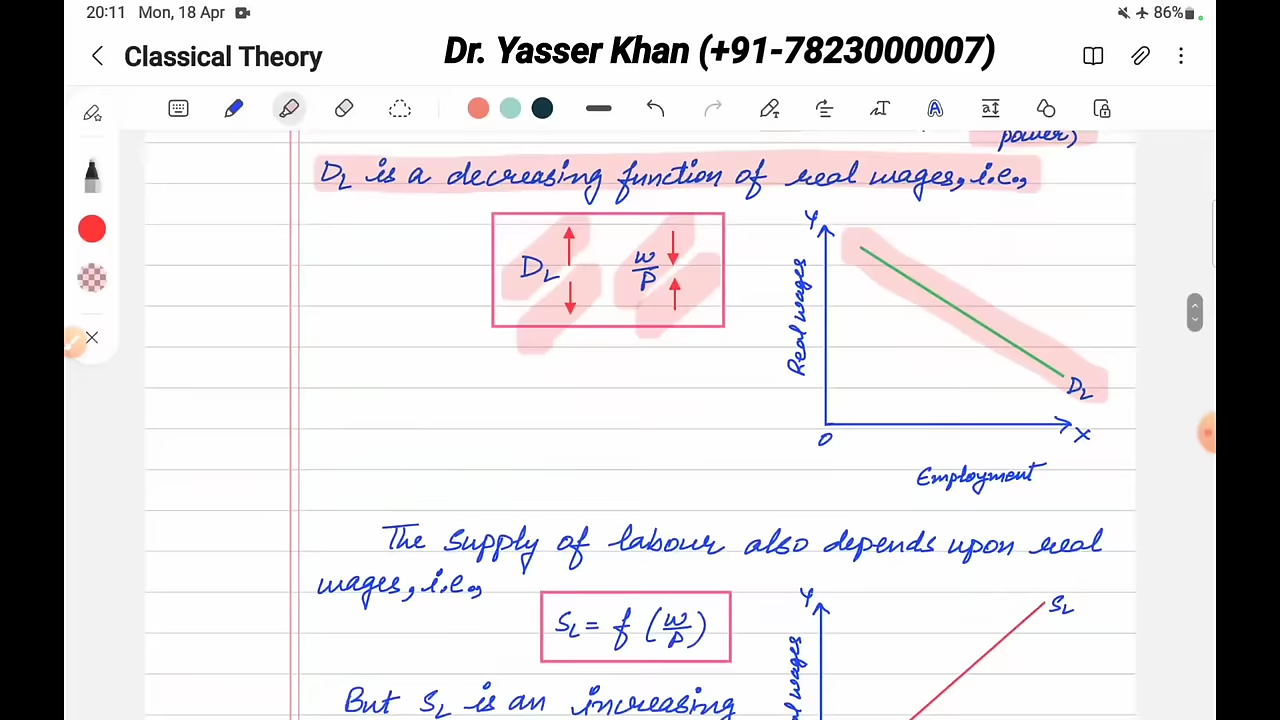 20:11 Mon, 18 Apr
86%
Classical Theory
Dr. Yasser Khan (+91-7823000007)
power)
DL is a decreasing function of real wages, i.e.,
DL
W/P
Y
Real wages
DL
O
X
Employment
The supply of labour also depends upon real
wages, i.e.,
SL = f (W/P)
Y
SL
But SL is an increasing
al wages